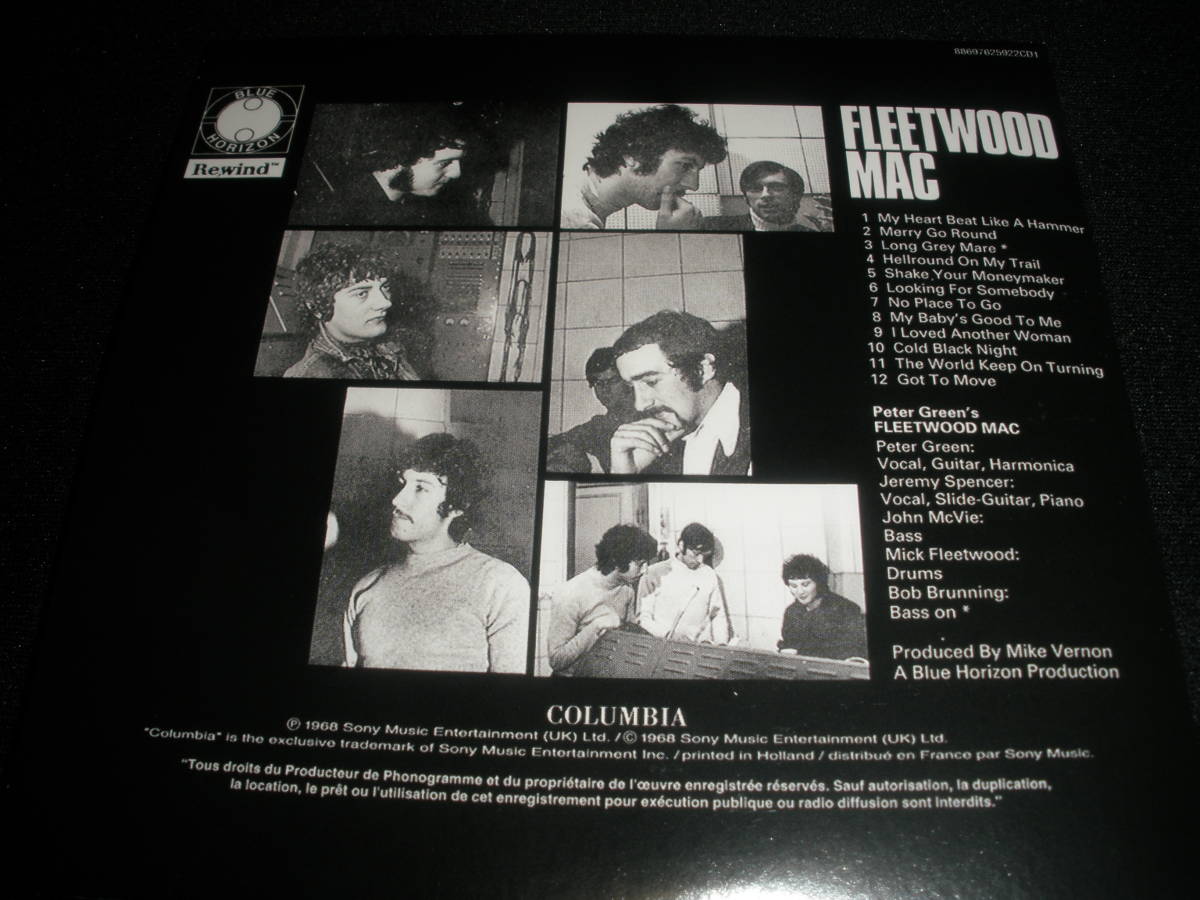 88697625922CD1
BLUE
HORIZON
Rewind™
FLEETWOOD
MAC
1 My Heart Beat Like A Hammer
2 Merry Go Round
3 Long Grey Mare *
4 Hellround On My Trail
5 Shake Your Moneymaker
6 Looking For Somebody
7 No Place To Go
8 My Baby's Good To Me
9 I Loved Another Woman
10 Cold Black Night
11 The World Keep On Turning
12 Got To Move
Peter Green's
FLEETWOOD MAC
Peter Green:
Vocal, Guitar, Harmonica
Jeremy Spencer:
Vocal, Slide-Guitar, Piano
John McVie:
Bass
Mick Fleetwood:
Drums
Bob Brunning:
Bass on *
Produced By Mike Vernon
A Blue Horizon Production
COLUMBIA
℗ 1968 Sony Music Entertainment (UK) Ltd. / © 1968 Sony Music Entertainment (UK) Ltd.
"Columbia" is the exclusive trademark of Sony Music Entertainment Inc. / printed in Holland / distribué en France par Sony Music.
"Tous droits du Producteur de Phonogramme et du propriétaire de l'œuvre enregistrée réservés. Sauf autorisation, la duplication,
la location, le prêt ou l'utilisation de cet enregistrement pour exécution publique ou radio diffusion sont interdits."